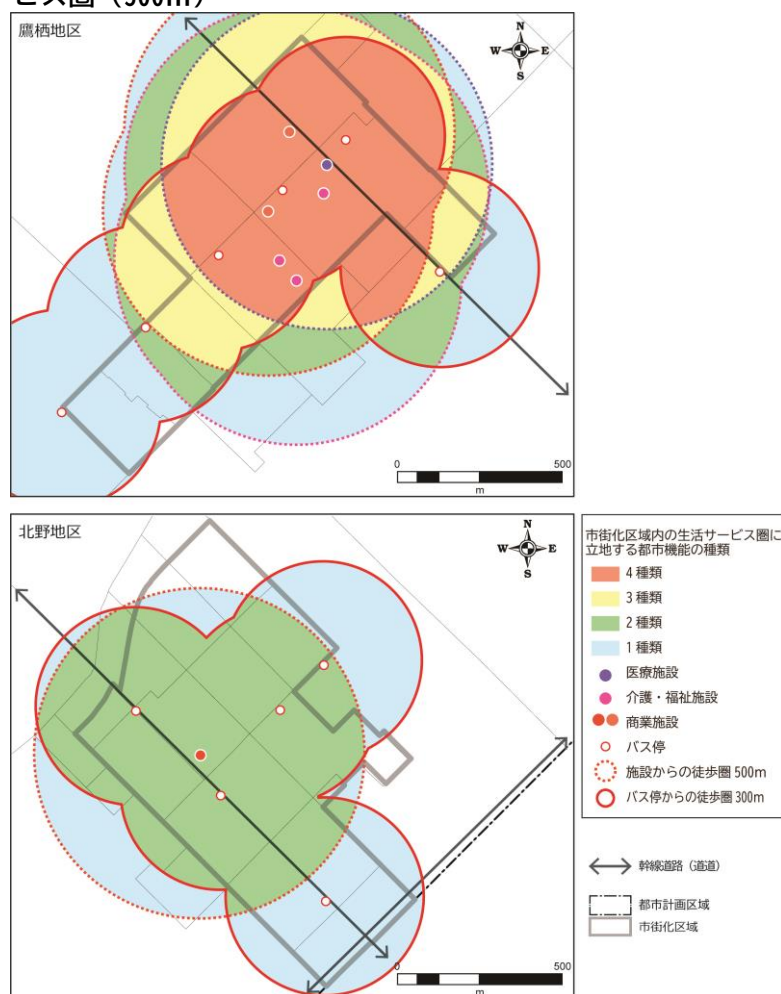 ビス圏（500m）
鷹栖地区
N
W E
S
0 500
m
北野地区
N
W E
S
0 500
m
市街化区域内の生活サービス圏に
立地する都市機能の種類
4 種類
3 種類
2 種類
1 種類
医療施設
介護・福祉施設
商業施設
バス停
施設からの徒歩圏 500m
バス停からの徒歩圏 300m
幹線道路（道道）
都市計画区域
市街化区域